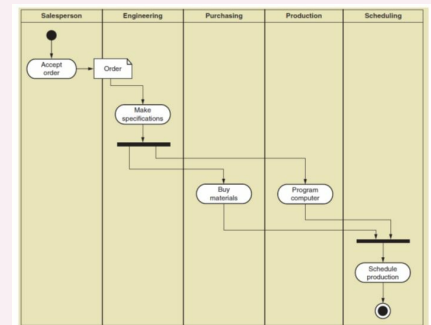 Salesperson
Engineering
Purchasing
Production
Scheduling
Accept
order
Order
Make
specifications
Buy
materials
Program
computer
Schedule
production